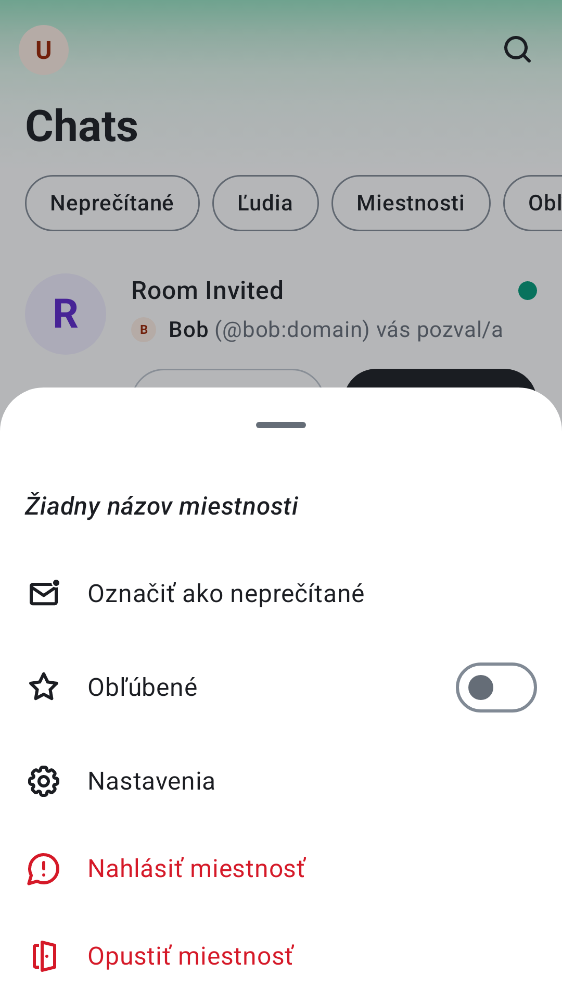 U
Chats
Neprečítané Ľudia Miestnosti Obl
R
Room Invited
B Bob (@bob:domain) vás pozval/a
Žiadny názov miestnosti
Označiť ako neprečítané
Obľúbené
Nastavenia
Nahlásiť miestnosť
Opustiť miestnosť